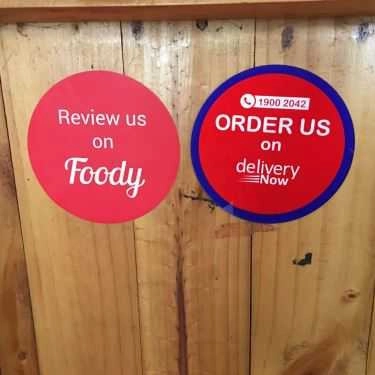 Review us
on
Foody
1900 2042
ORDER US
on
delivery
Now